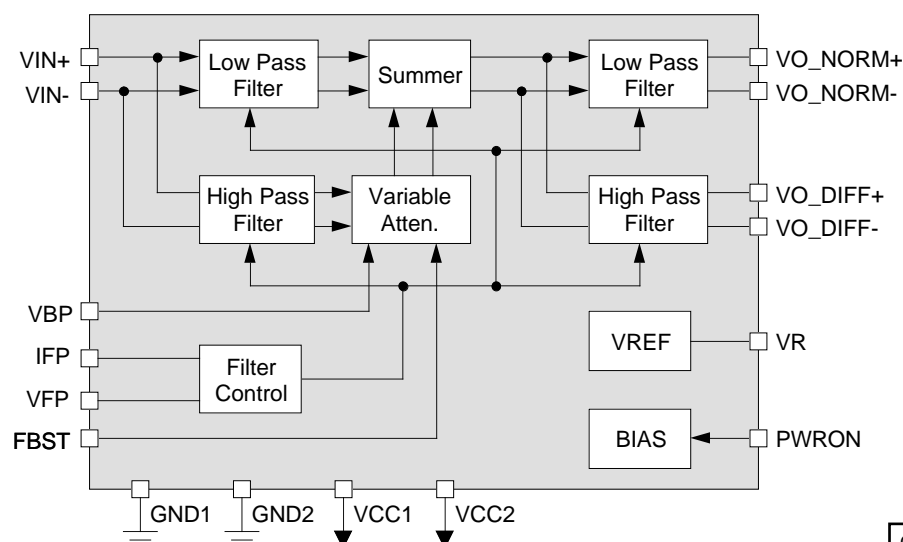 VIN+
VIN-
Low Pass
Filter
Summer
Low Pass
Filter
VO_NORM+
VO_NORM-
High Pass
Filter
Variable
Atten.
High Pass
Filter
VO_DIFF+
VO_DIFF-
VBP
IFP
VFP
FBST
Filter
Control
VREF
VR
BIAS
PWRON
GND1
GND2
VCC1
VCC2